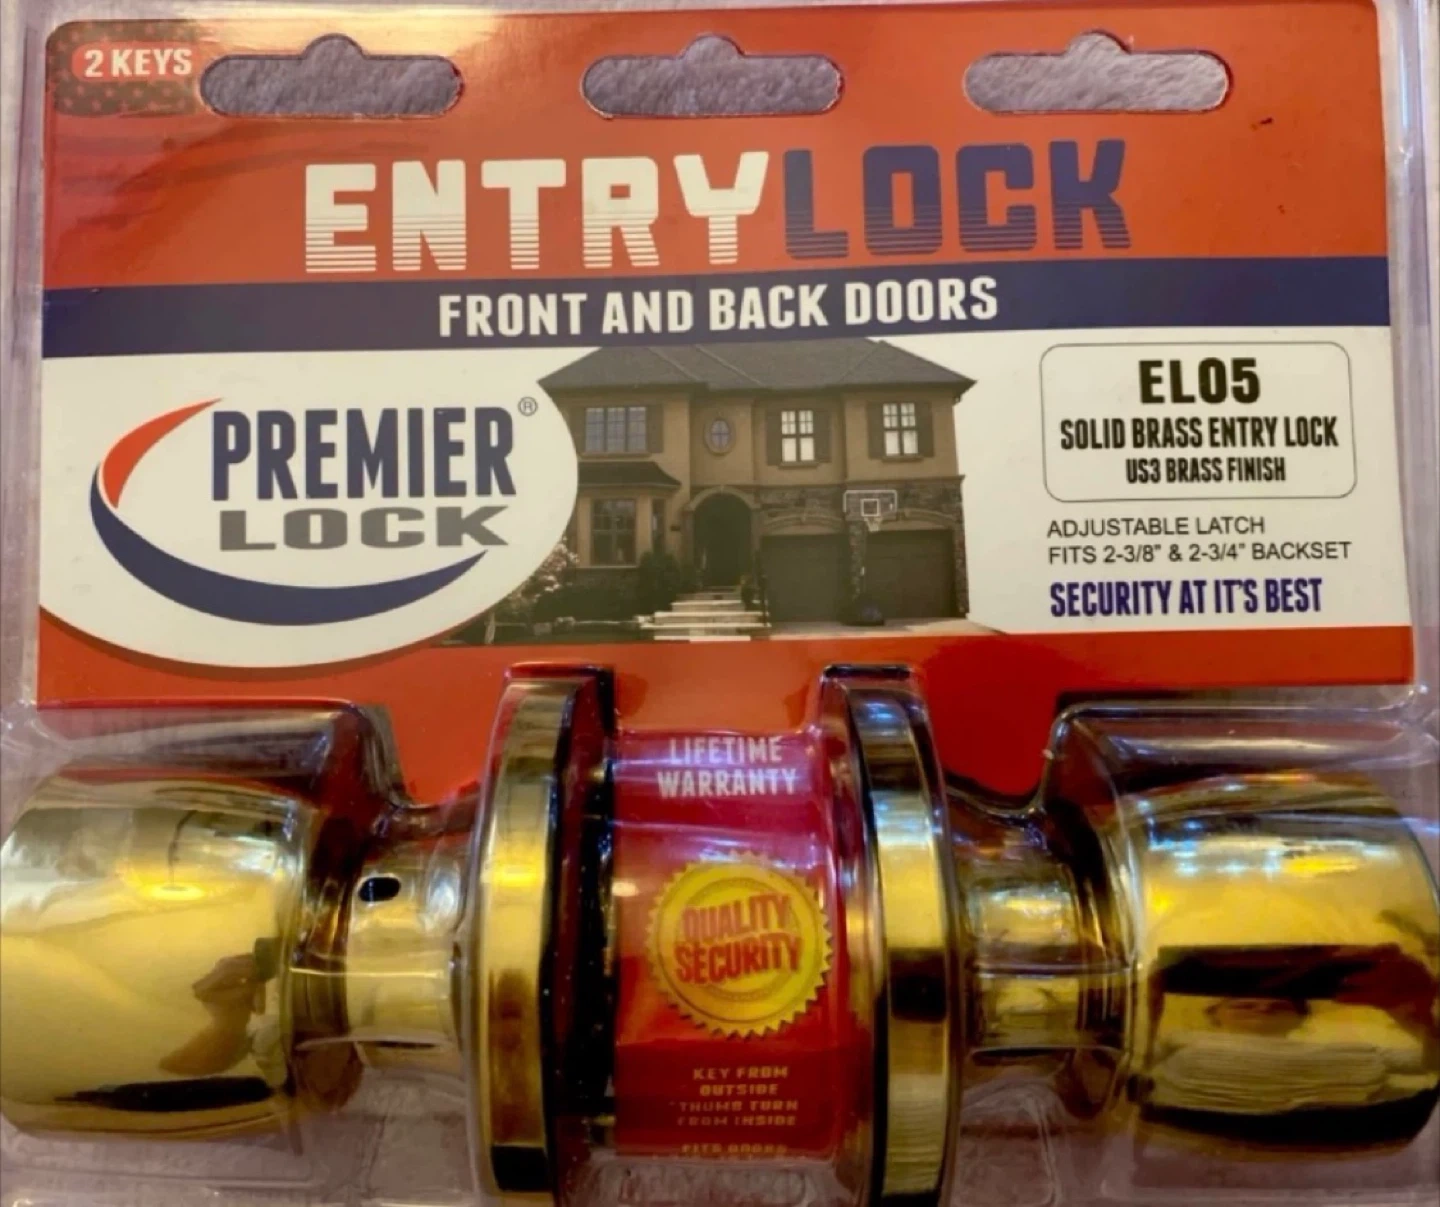 2 KEYS
ENTRYLOCK
FRONT AND BACK DOORS
PREMIER®
LOCK
EL05
SOLID BRASS ENTRY LOCK
US3 BRASS FINISH
ADJUSTABLE LATCH
FITS 2-3/8" & 2-3/4" BACKSET
SECURITY AT IT'S BEST
LIFETIME
WARRANTY
QUALITY
SECURITY
KEY FROM
OUTSIDE
THUMB TURN
FROM INSIDE
FITS DOORS